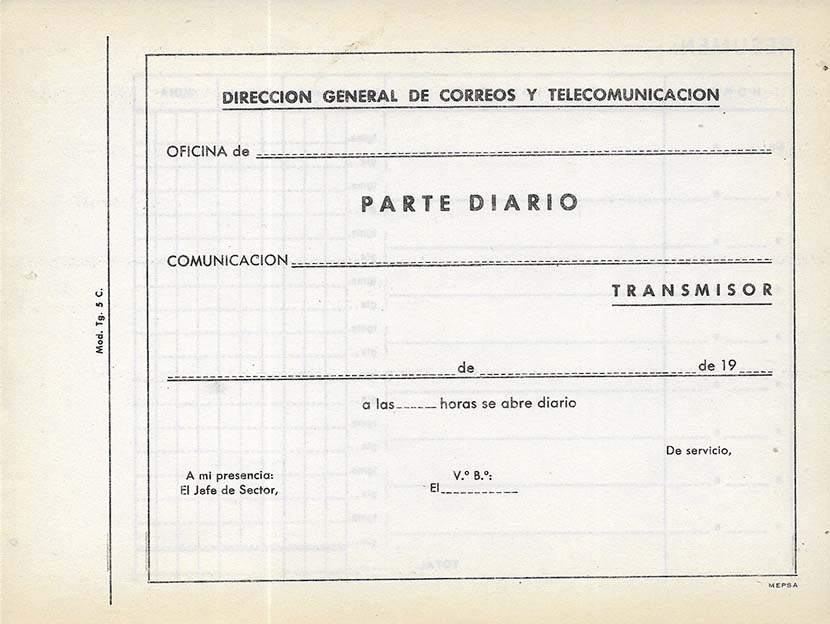 DIRECCION GENERAL DE CORREOS Y TELECOMUNICACION
OFICINA de
PARTE DIARIO
COMUNICACION
TRANSMISOR
de de 19
a las horas se abre diario
De servicio,
A mi presencia:
El Jefe de Sector,
V.º B.º:
El
Mod. Tg. 5 C.
MEPSA
TOTAL